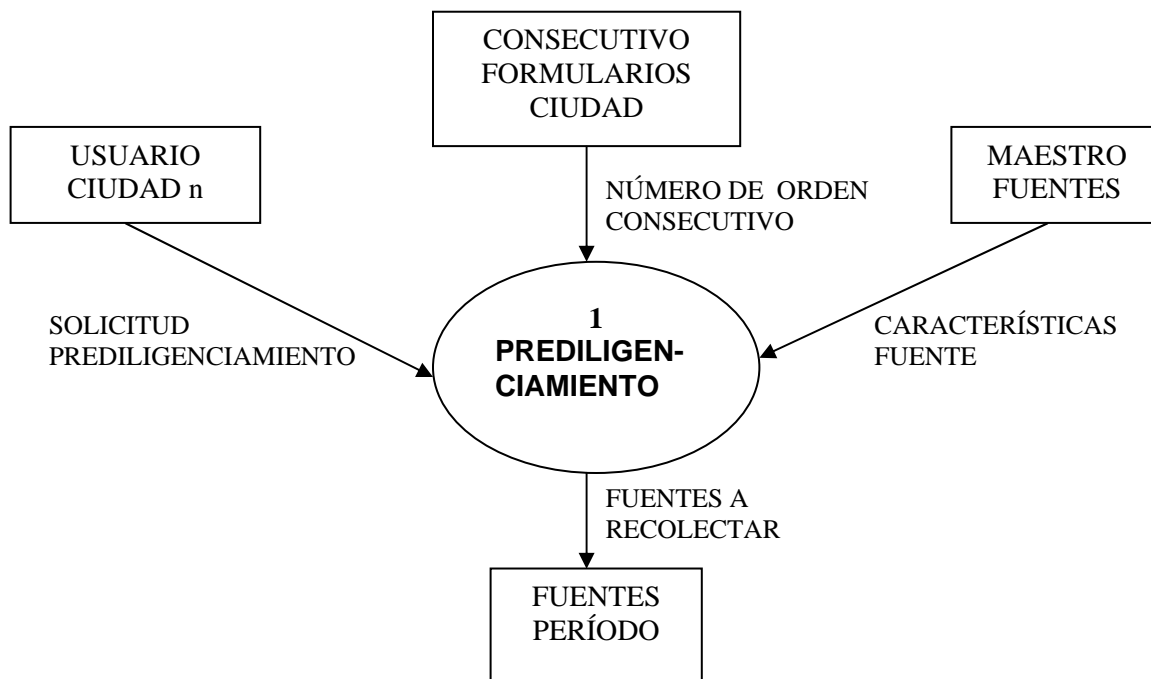 CONSECUTIVO
FORMULARIOS
CIUDAD
USUARIO
CIUDAD n
MAESTRO
FUENTES
NÚMERO DE ORDEN
CONSECUTIVO
SOLICITUD
PREDILIGENCIAMIENTO
CARACTERÍSTICAS
FUENTE
1
PREDILIGEN-
CIAMIENTO
FUENTES A
RECOLECTAR
FUENTES
PERÍODO